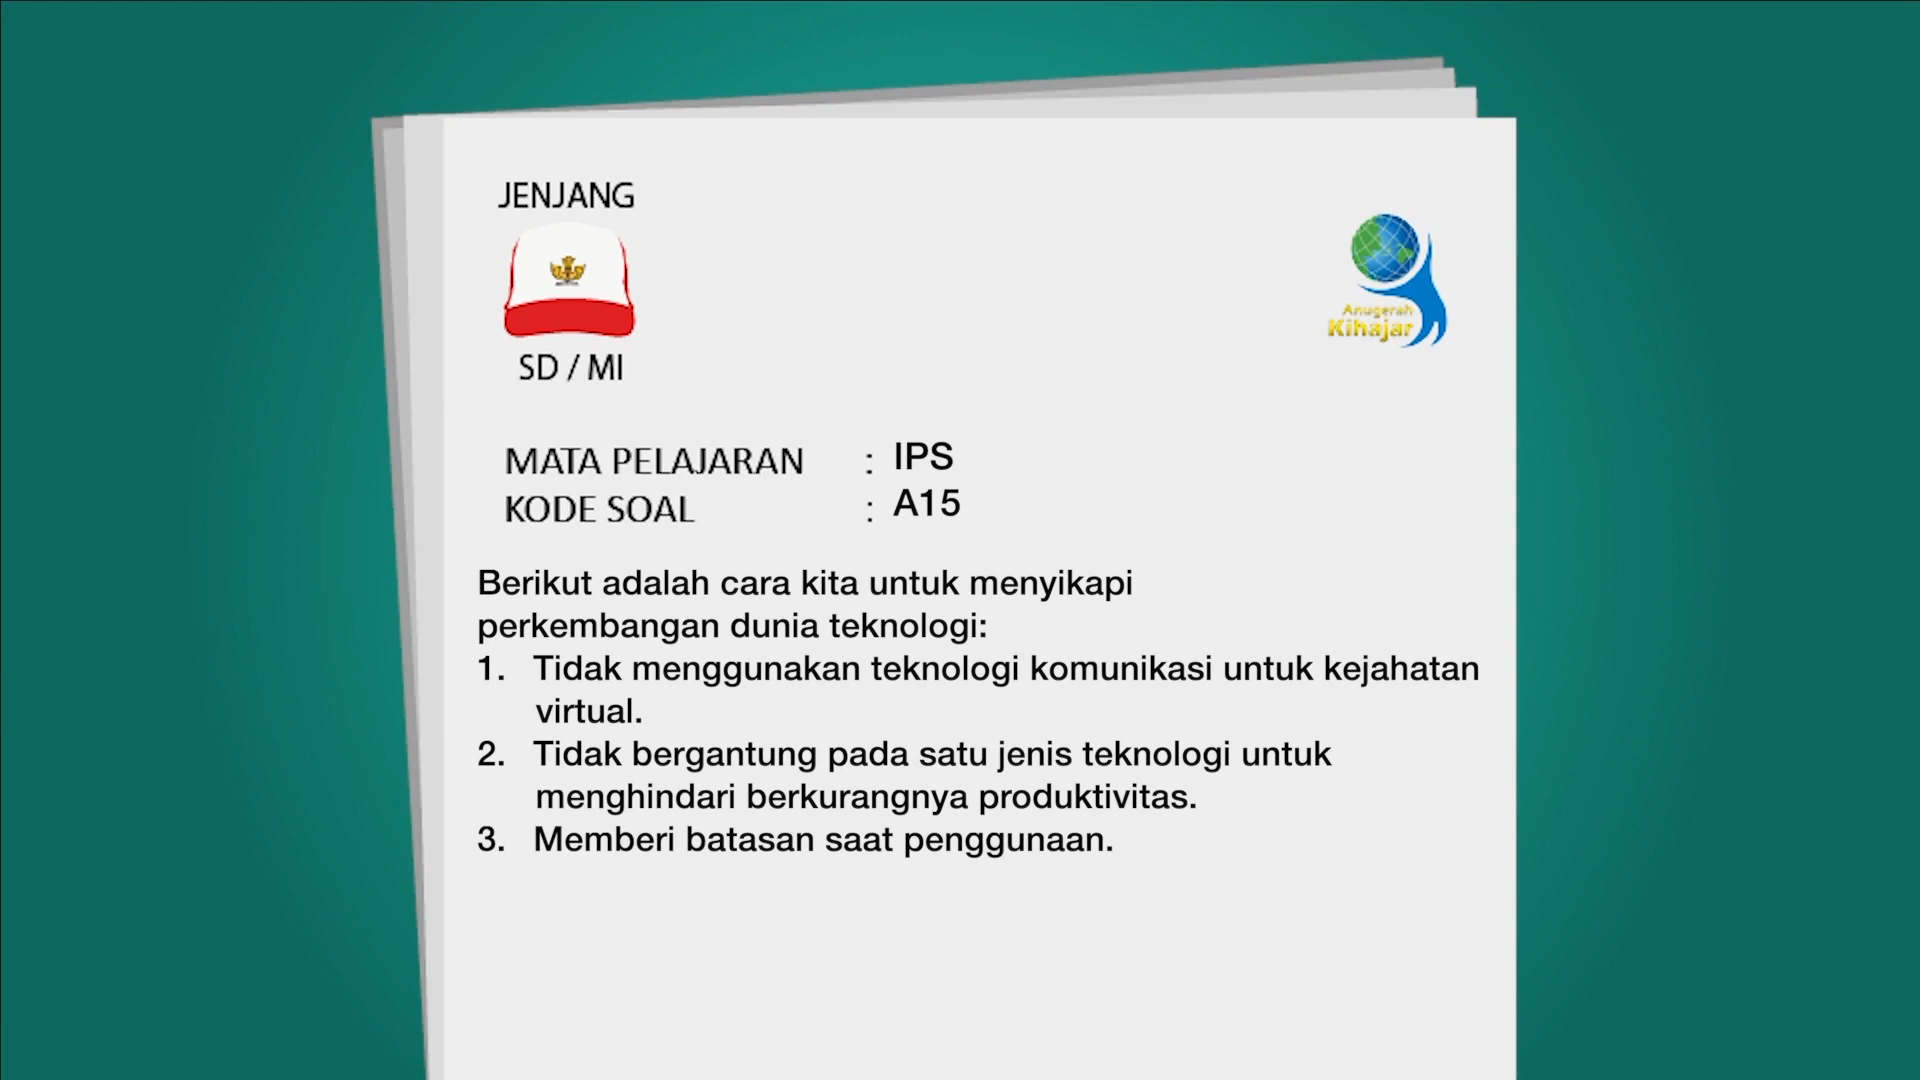 JENJANG
SD / MI
Anugerah
Kihajar
MATA PELAJARAN : IPS
KODE SOAL : A15
Berikut adalah cara kita untuk menyikapi
perkembangan dunia teknologi:
1. Tidak menggunakan teknologi komunikasi untuk kejahatan
virtual.
2. Tidak bergantung pada satu jenis teknologi untuk
menghindari berkurangnya produktivitas.
3. Memberi batasan saat penggunaan.